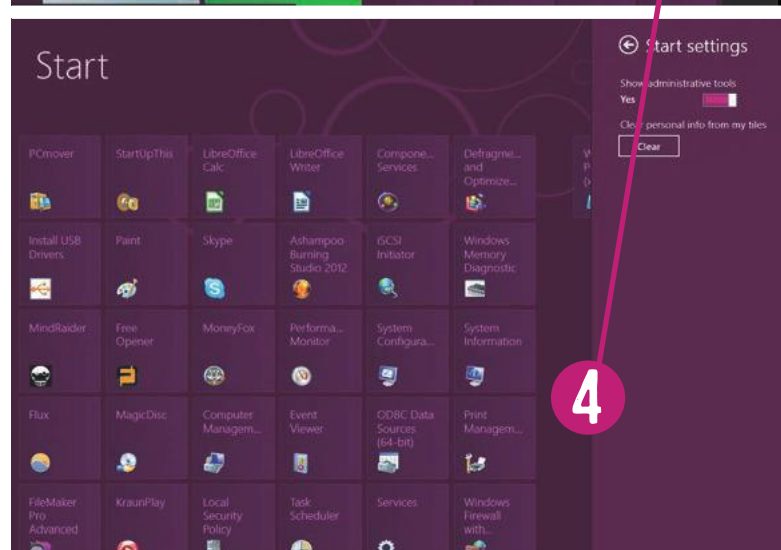 Start
Start settings
Show administrative tools
Yes
Clear personal info from my tiles
Clear
PCmover
StartUpThis
LibreOffice
Calc
LibreOffice
Writer
Compone...
Services
Defragme...
and
Optimize...
Install USB
Drivers
Paint
Skype
Ashampoo
Burning
Studio 2012
iSCSI
Initiator
Windows
Memory
Diagnostic
MindRaider
Free
Opener
MoneyFox
Performa...
Monitor
System
Configura...
System
Information
4
Flux
MagicDisc
Computer
Managem...
Event
Viewer
ODBC Data
Sources
(64-bit)
Print
Managem...
FileMaker
Pro
Advanced
KraunPlay
Local
Security
Policy
Task
Scheduler
Services
Windows
Firewall
with...